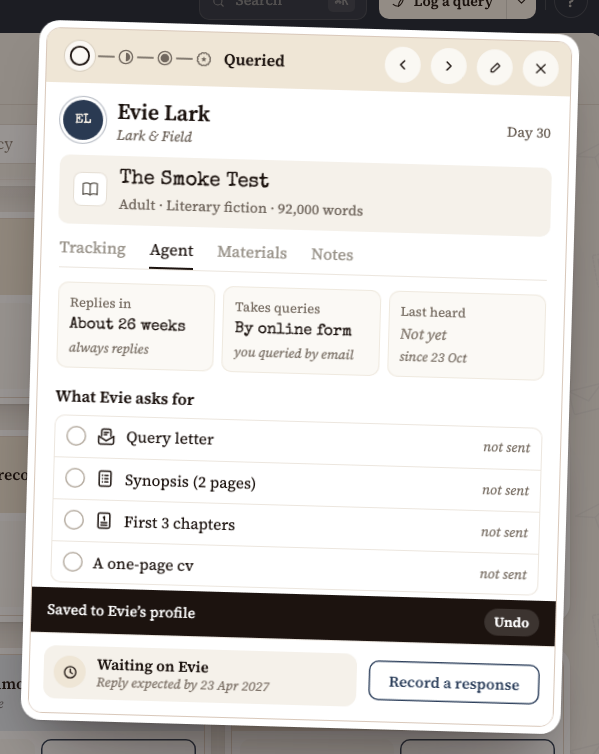 Search
⌘K
Log a query
?
Queried
EL
Evie Lark
Lark & Field
Day 30
The Smoke Test
Adult · Literary fiction · 92,000 words
Tracking
Agent
Materials
Notes
Replies in
About 26 weeks
always replies
Takes queries
By online form
you queried by email
Last heard
Not yet
since 23 Oct
What Evie asks for
Query letter
not sent
Synopsis (2 pages)
not sent
First 3 chapters
not sent
A one-page cv
not sent
Saved to Evie's profile
Undo
Waiting on Evie
Reply expected by 23 Apr 2027
Record a response